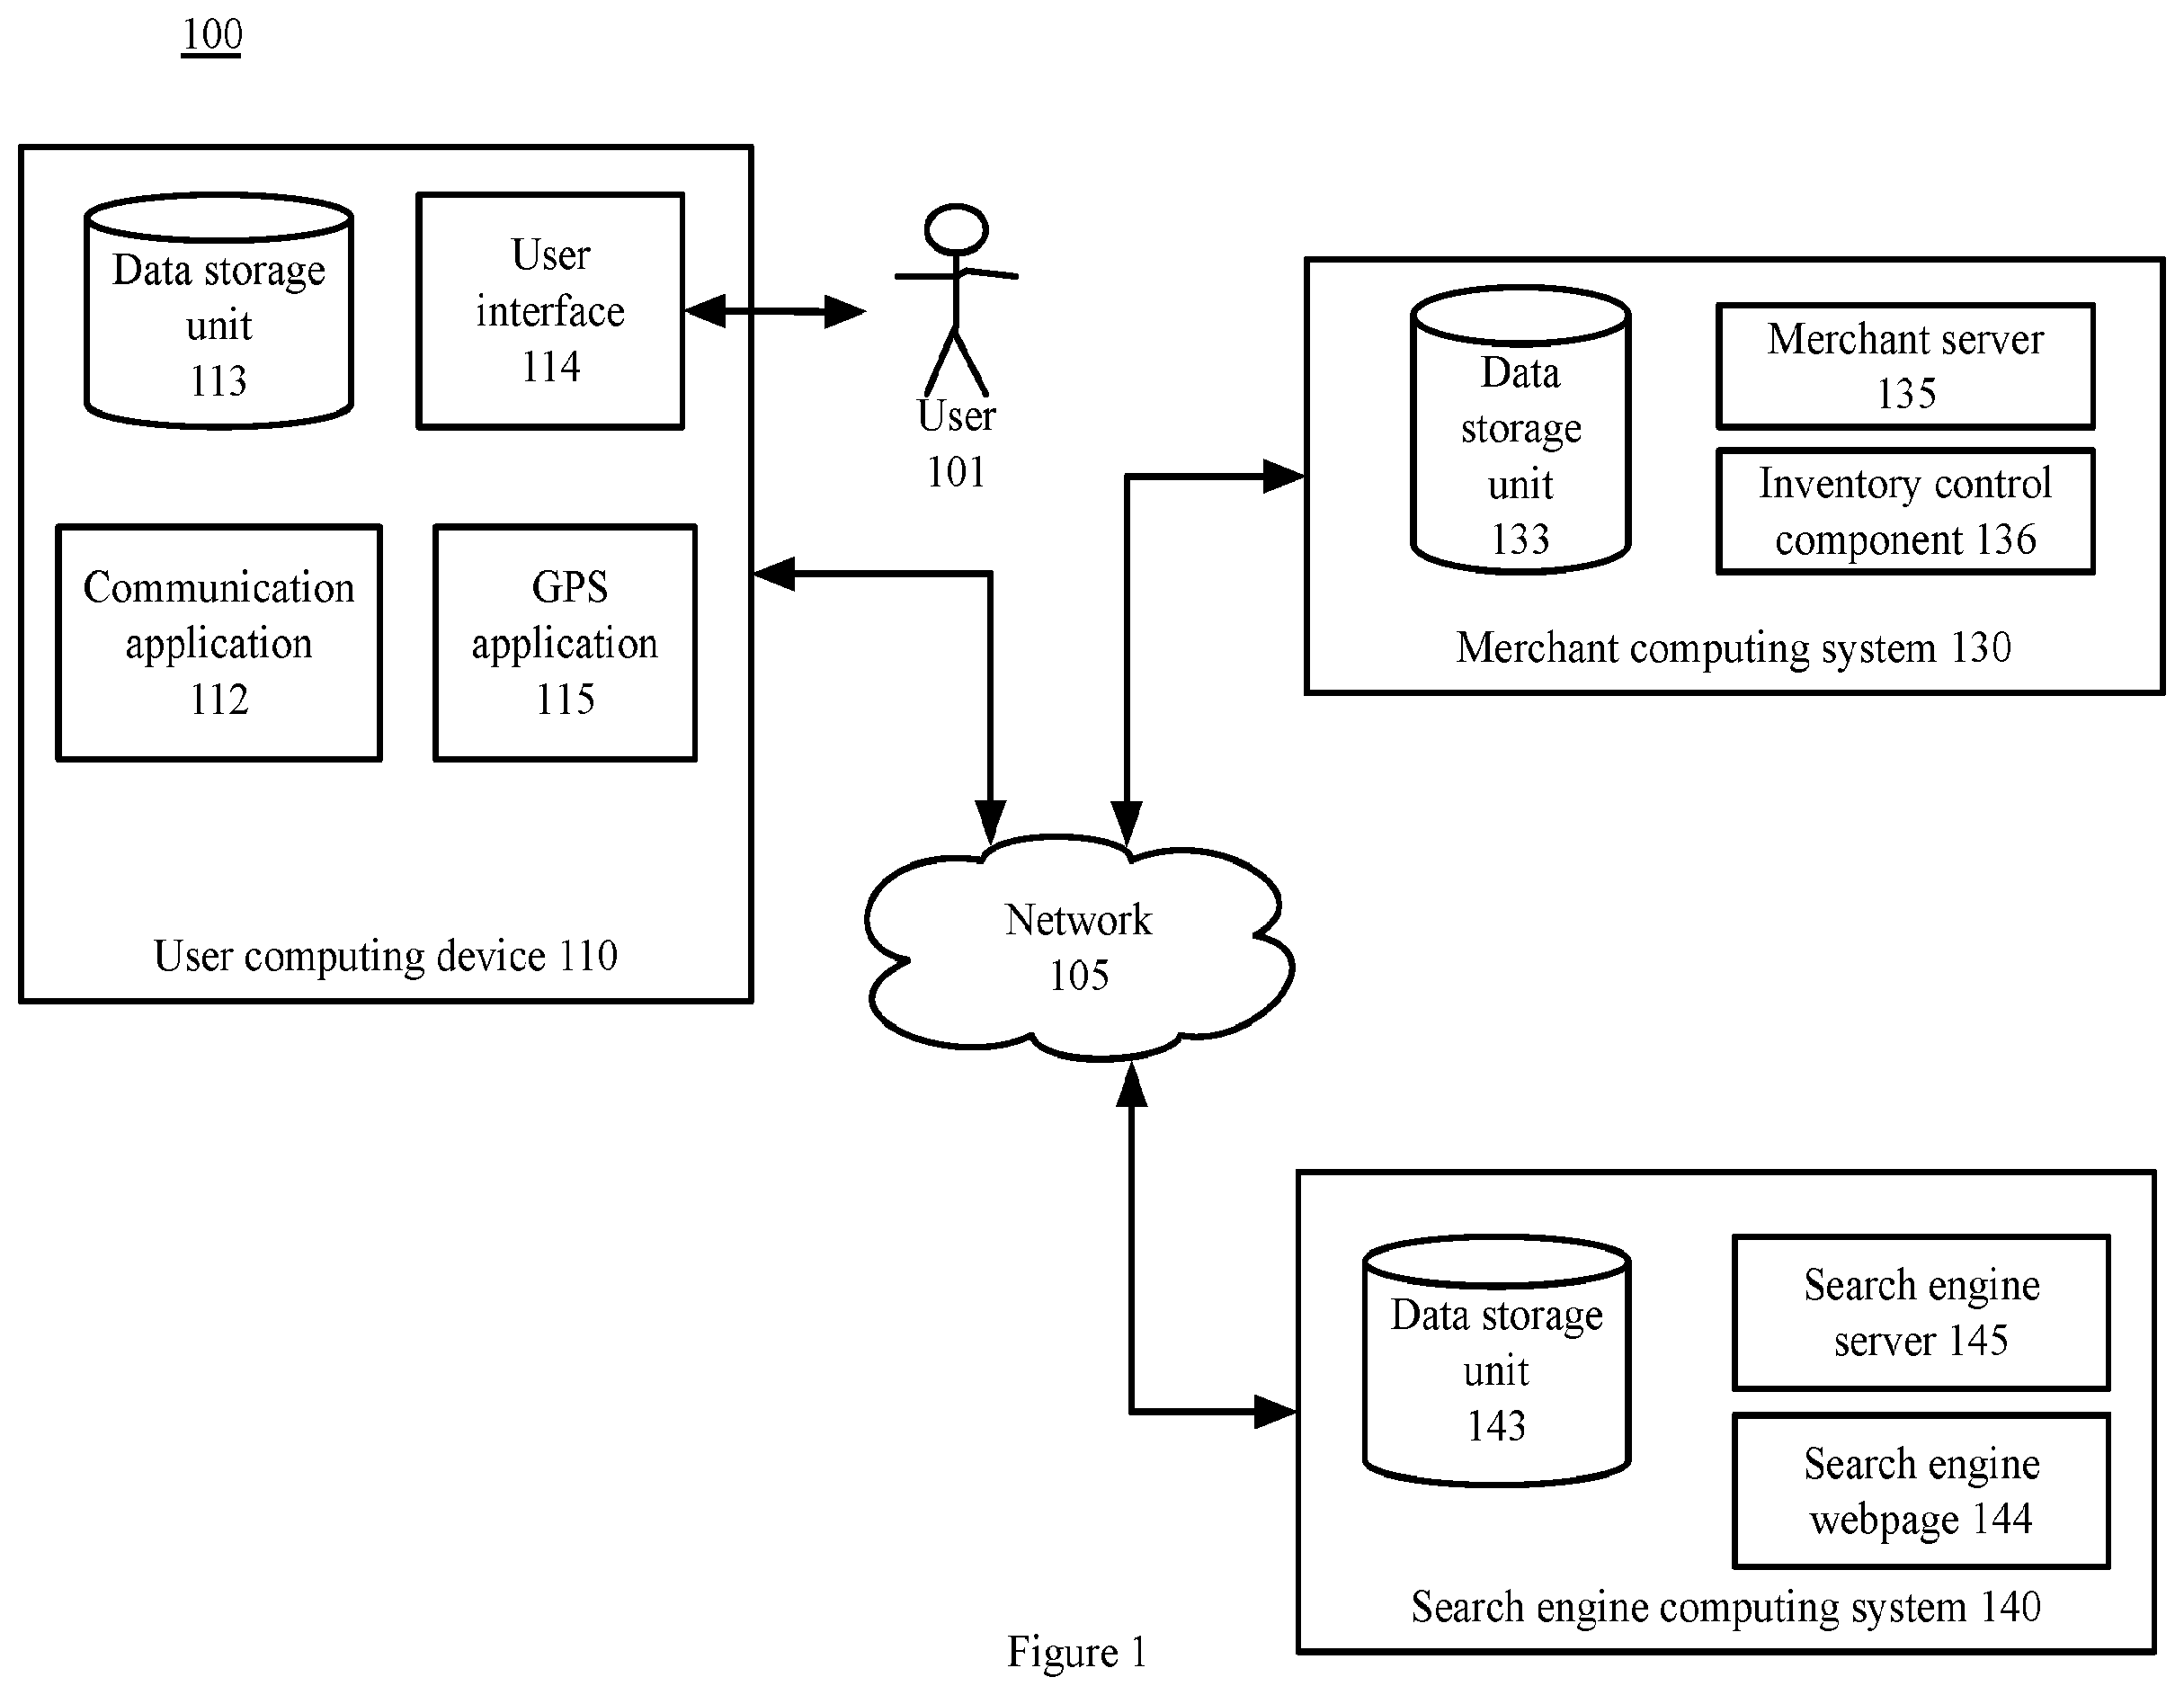 100
Data storage
unit
113
User
interface
114
User
101
Communication
application
112
GPS
application
115
User computing device 110
Data
storage
unit
133
Merchant server
135
Inventory control
component 136
Merchant computing system 130
Network
105
Data storage
unit
143
Search engine
server 145
Search engine
webpage 144
Search engine computing system 140
Figure 1